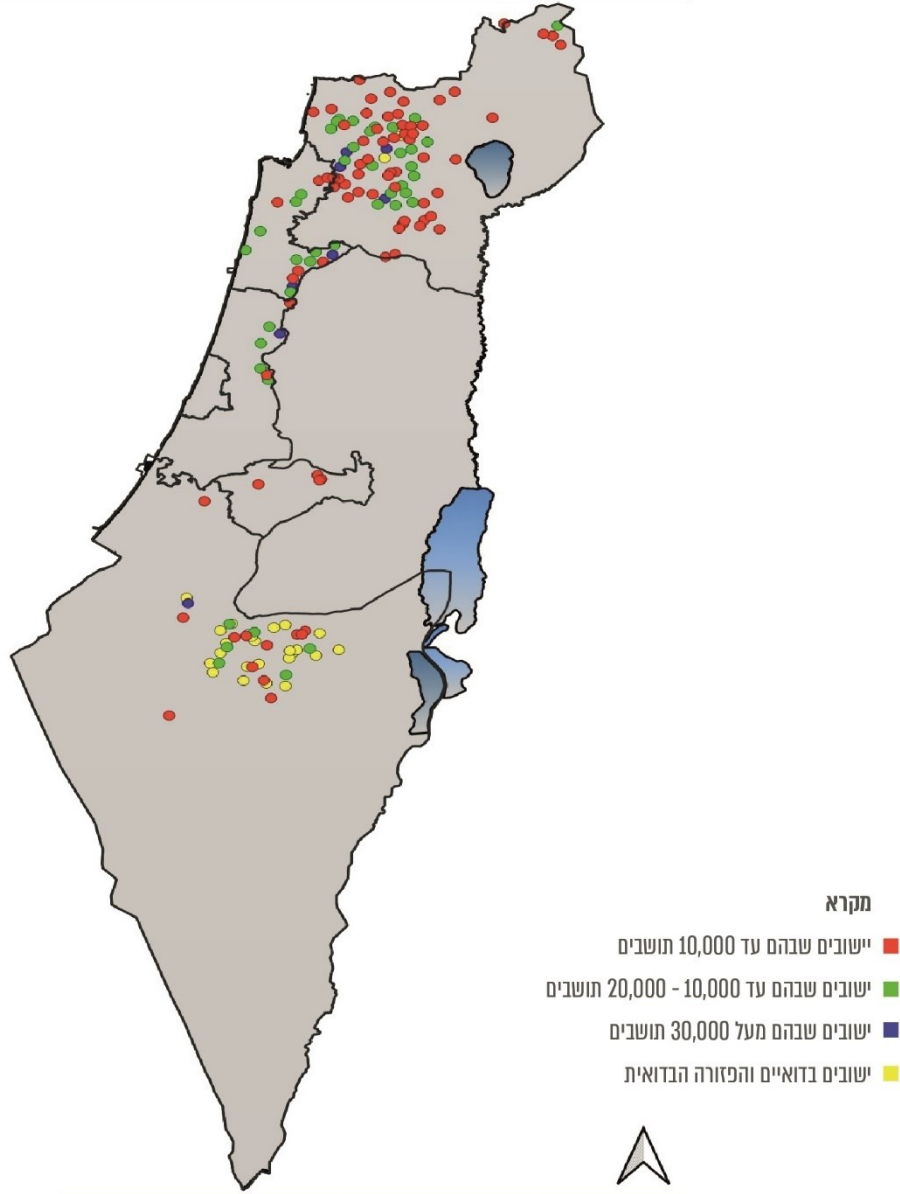 מקרא
יישובים שבהם עד 10,000 תושבים
ישובים שבהם עד 10,000 - 20,000 תושבים
ישובים שבהם מעל 30,000 תושבים
ישובים בדואיים והפזורה הבדואית